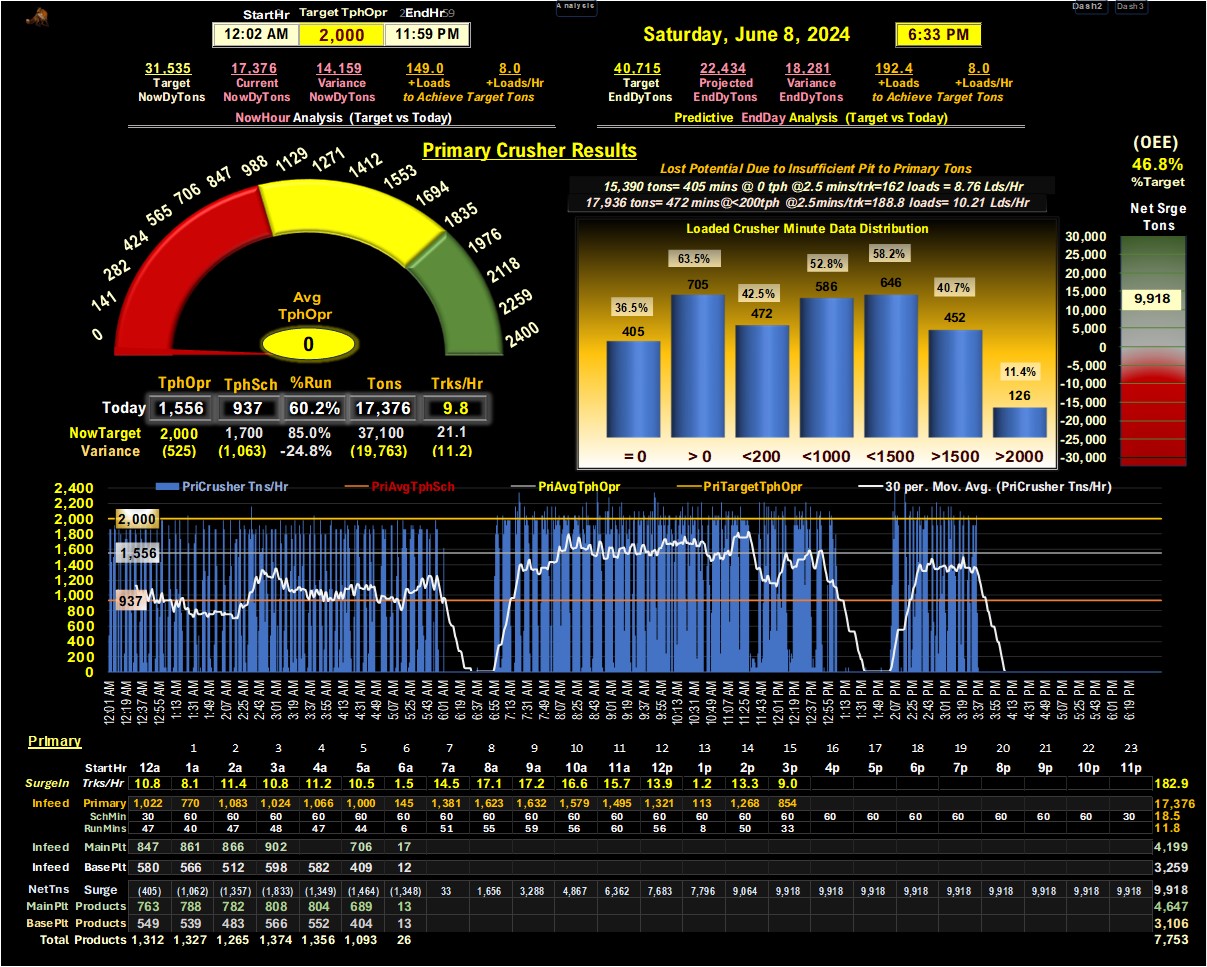 StartHr Target TphOpr EndHr
12:02 AM 2,000 11:59 PM
Analysis
Dash2 Dash3
Saturday, June 8, 2024 6:33 PM
31,535 17,376 14,159 149.0 8.0
Target Current Variance +Loads +Loads/Hr
NowDyTons NowDyTons NowDyTons to Achieve Target Tons
NowHour Analysis (Target vs Today)
40,715 22,434 18,281 192.4 8.0
Target Projected Variance +Loads +Loads/Hr
EndDyTons EndDyTons EndDyTons to Achieve Target Tons
Predictive EndDay Analysis (Target vs Today)
Primary Crusher Results
0 141 282 424 565 706 847 988 1129 1271 1412 1553 1694 1835 1976 2118 2259 2400
Avg
TphOpr
0
TphOpr TphSch %Run Tons Trks/Hr
Today 1,556 937 60.2% 17,376 9.8
NowTarget 2,000 1,700 85.0% 37,100 21.1
Variance (525) (1,063) -24.8% (19,763) (11.2)
Lost Potential Due to Insufficient Pit to Primary Tons
15,390 tons= 405 mins @ 0 tph @2.5 mins/trk=162 loads = 8.76 Lds/Hr
17,936 tons= 472 mins@<200tph @2.5mins/trk=188.8 loads= 10.21 Lds/Hr
Loaded Crusher Minute Data Distribution
36.5% 63.5% 42.5% 52.8% 58.2% 40.7% 11.4%
405 705 472 586 646 452 126
= 0 > 0 <200 <1000 <1500 >1500 >2000
(OEE)
46.8%
%Target
Net Srge
Tons
30,000
25,000
20,000
15,000
10,000
5,000
0
-5,000
-10,000
-15,000
-20,000
-25,000
-30,000
9,918
PriCrusher Tns/Hr PriAvgTphSch PriAvgTphOpr PriTargetTphOpr 30 per. Mov. Avg. (PriCrusher Tns/Hr)
2,400
2,200
2,000
1,800
1,600
1,400
1,200
1,000
800
600
400
200
0
2,000
1,556
937
12:01 AM 12:19 AM 12:37 AM 12:55 AM 1:13 AM 1:31 AM 1:49 AM 2:07 AM 2:25 AM 2:43 AM 3:01 AM 3:19 AM 3:37 AM 3:55 AM 4:13 AM 4:31 AM 4:49 AM 5:07 AM 5:25 AM 5:43 AM 6:01 AM 6:19 AM 6:37 AM 6:55 AM 7:13 AM 7:31 AM 7:49 AM 8:07 AM 8:25 AM 8:43 AM 9:01 AM 9:19 AM 9:37 AM 9:55 AM 10:13 AM 10:31 AM 10:49 AM 11:07 AM 11:25 AM 11:43 AM 12:01 PM 12:19 PM 12:37 PM 12:55 PM 1:13 PM 1:31 PM 1:49 PM 2:07 PM 2:25 PM 2:43 PM 3:01 PM 3:19 PM 3:37 PM 3:55 PM 4:13 PM 4:31 PM 4:49 PM 5:07 PM 5:25 PM 5:43 PM 6:01 PM 6:19 PM
Primary
1 2 3 4 5 6 7 8 9 10 11 12 13 14 15 16 17 18 19 20 21 22 23
StartHr 12a 1a 2a 3a 4a 5a 6a 7a 8a 9a 10a 11a 12p 1p 2p 3p 4p 5p 6p 7p 8p 9p 10p 11p
SurgeIn Trks/Hr 10.8 8.1 11.4 10.8 11.2 10.5 1.5 14.5 17.1 17.2 16.6 15.7 13.9 1.2 13.3 9.0 182.9
Infeed Primary 1,022 770 1,083 1,024 1,066 1,000 145 1,381 1,623 1,632 1,579 1,495 1,321 113 1,268 854 17,376
SchMin 30 60 60 60 60 60 60 60 60 60 60 60 60 60 60 60 60 60 60 60 60 60 60 30 18.5
RunMins 47 40 47 48 47 44 6 51 55 59 56 60 56 8 50 33 11.8
Infeed MainPlt 847 861 866 902 706 17 4,199
Infeed BasePlt 580 566 512 598 582 409 12 3,259
NetTns Surge (405) (1,062) (1,357) (1,833) (1,349) (1,464) (1,348) 33 1,656 3,288 4,867 6,362 7,683 7,796 9,064 9,918 9,918 9,918 9,918 9,918 9,918 9,918 9,918 9,918 9,918
MainPlt Products 763 788 782 808 804 689 13 4,647
BasePlt Products 549 539 483 566 552 404 13 3,106
Total Products 1,312 1,327 1,265 1,374 1,356 1,093 26 7,753